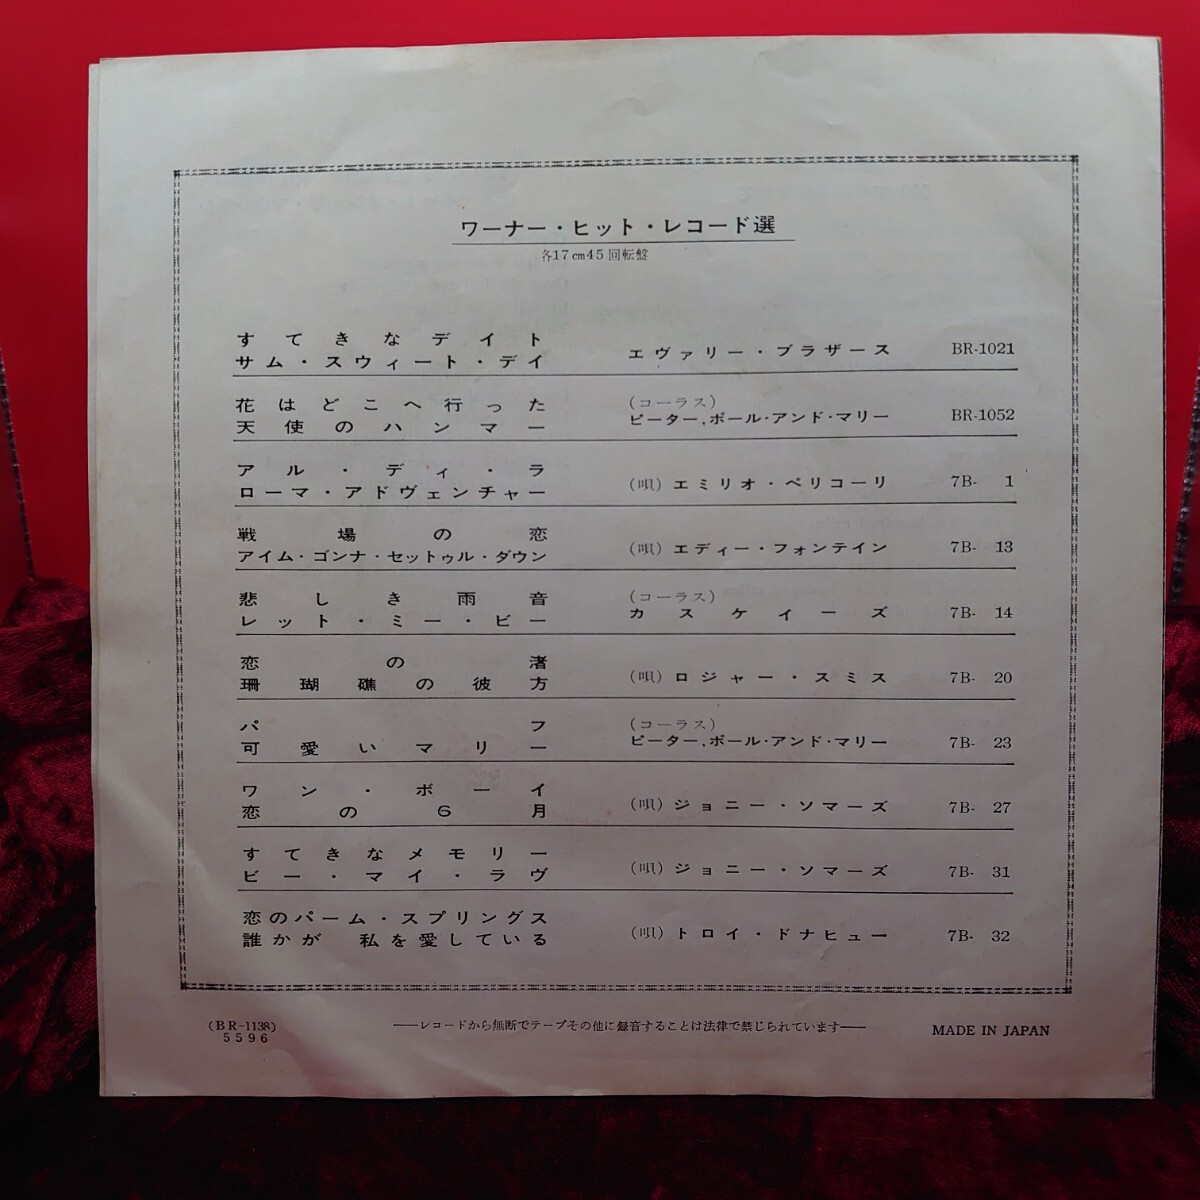 ワーナー・ヒット・レコード選
各17cm45回転盤
すてきなデイト
サム・スウィート・デイ
エヴァリー・ブラザース BR-1021
花はどこへ行った
天使のハンマー
(コーラス)
ピーター,ポール・アンド・マリー BR-1052
アル・ディ・ラ
ローマ・アドヴェンチャー
(唄) エミリオ・ペリコーリ 7B- 1
戦場の恋
アイム・ゴンナ・セットゥル・ダウン
(唄) エディー・フォンテイン 7B- 13
悲しき雨音
レット・ミー・ビー
(コーラス)
カスケイーズ 7B- 14
恋の渚
珊瑚礁の彼方
(唄) ロジャー・スミス 7B- 20
パフ
可愛いマリー
(コーラス)
ピーター,ポール・アンド・マリー 7B- 23
ワン・ボーイ
恋の6月
(唄) ジョニー・ソマーズ 7B- 27
すてきなメモリー
ビー・マイ・ラヴ
(唄) ジョニー・ソマーズ 7B- 31
恋のパーム・スプリングス
誰かが 私を愛している
(唄) トロイ・ドナヒュー 7B- 32
(BR-1138)
5596
——レコードから無断でテープその他に録音することは法律で禁じられています——
MADE IN JAPAN